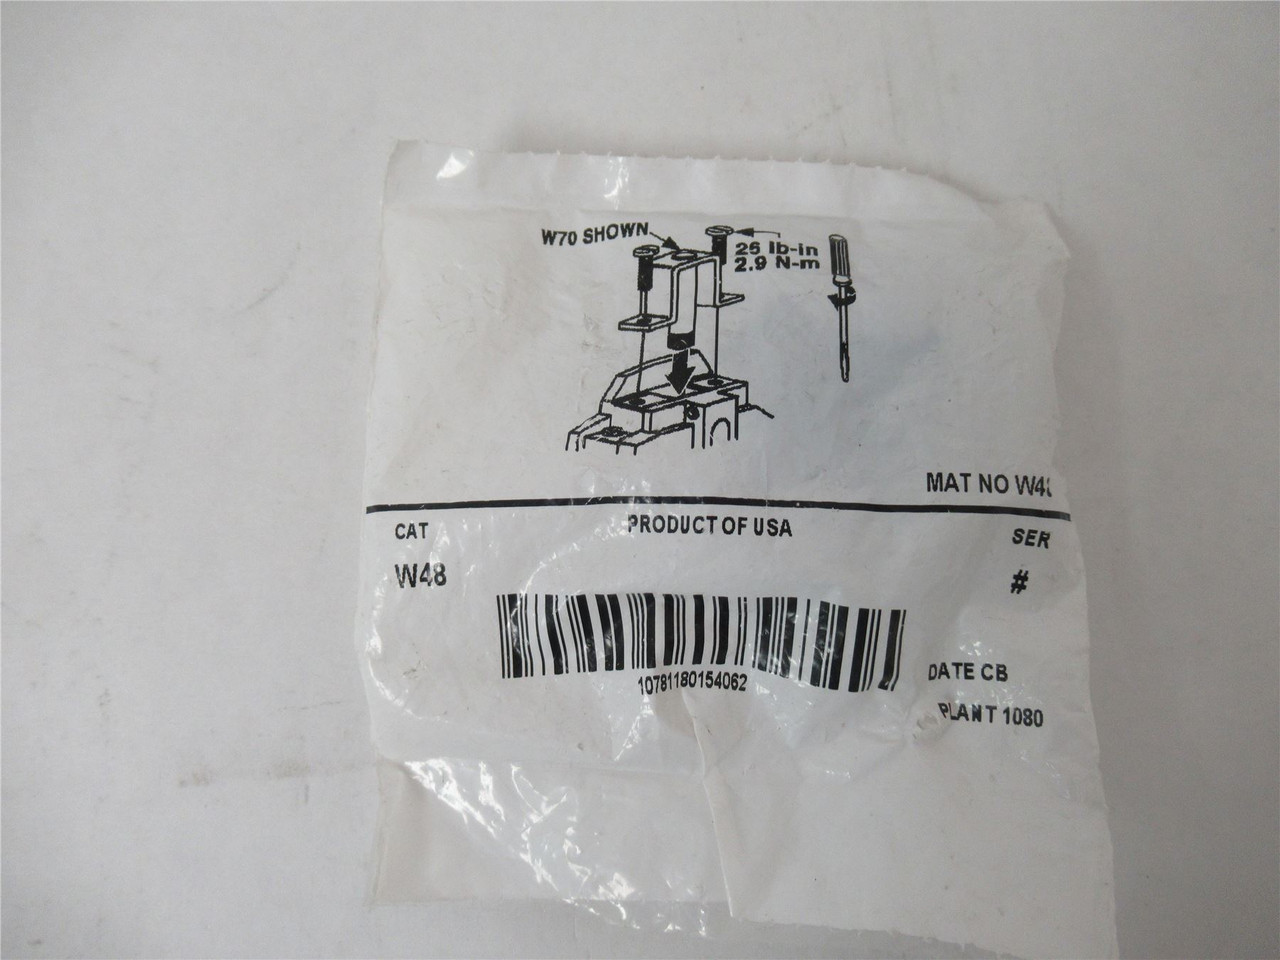 W70 SHOWN
26 lb-in
2.9 N-m
MAT NO
CAT PRODUCT OF USA SER
W48 #
10781180154062
DATE CB
PLANT 1080